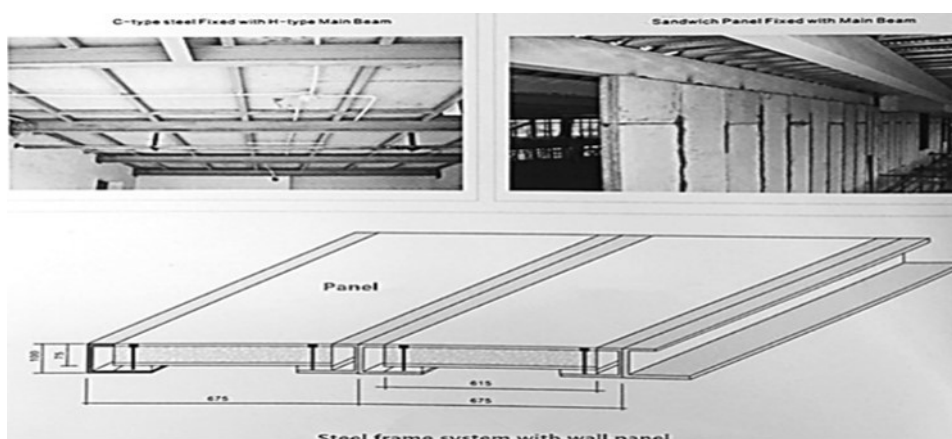 C-type steel Fixed with H-type Main Beam
Sandwich Panel Fixed with Main Beam
Panel
100
75
615
675
675
Steel frame system with wall panel